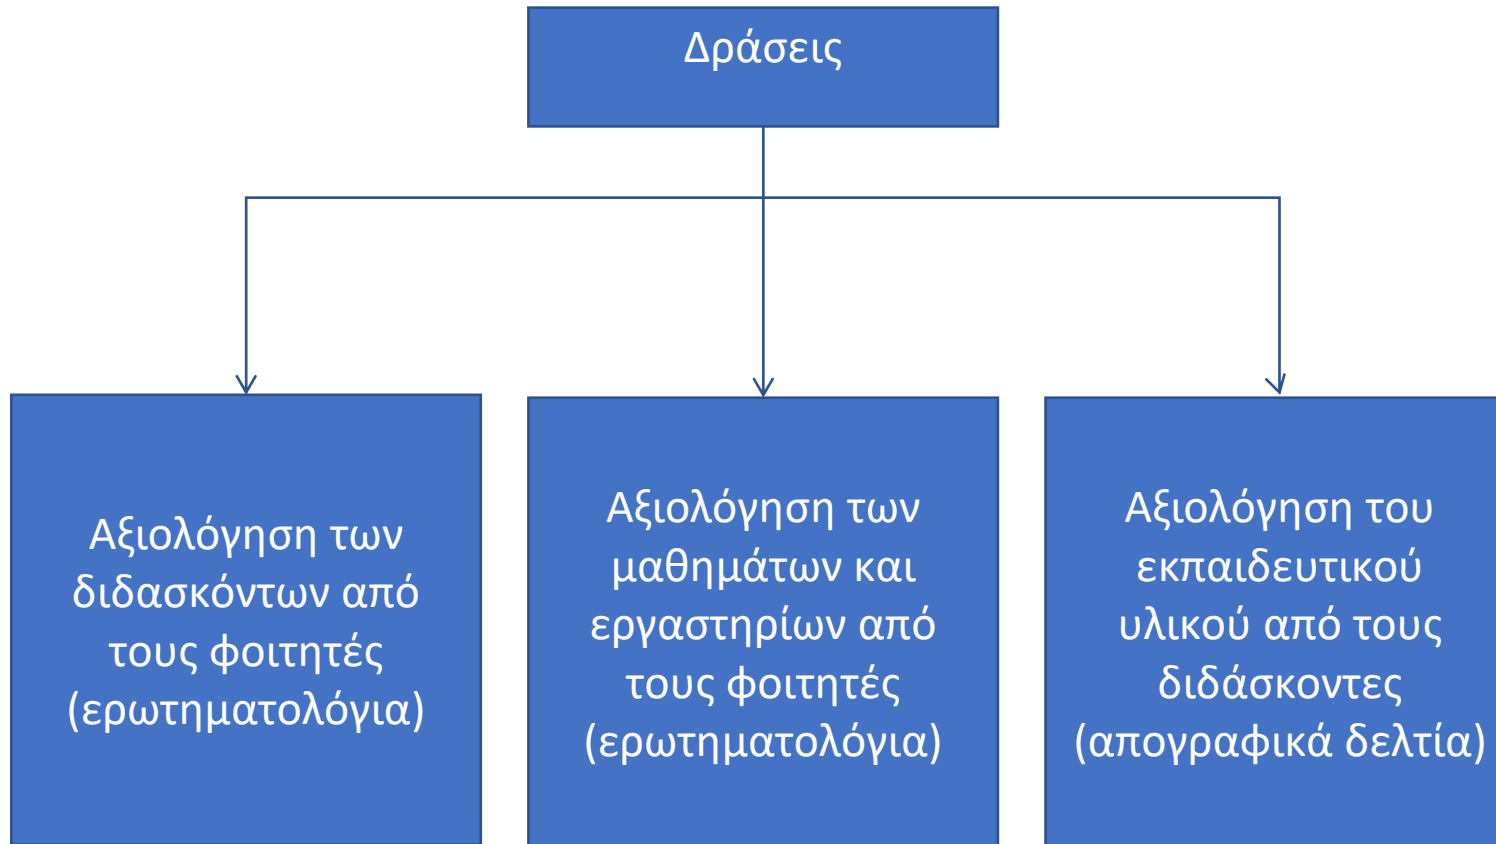 Δράσεις
Αξιολόγηση των
διδασκόντων από
τους φοιτητές
(ερωτηματολόγια)
Αξιολόγηση των
μαθημάτων και
εργαστηρίων από
τους φοιτητές
(ερωτηματολόγια)
Αξιολόγηση του
εκπαιδευτικού
υλικού από τους
διδάσκοντες
(απογραφικά δελτία)